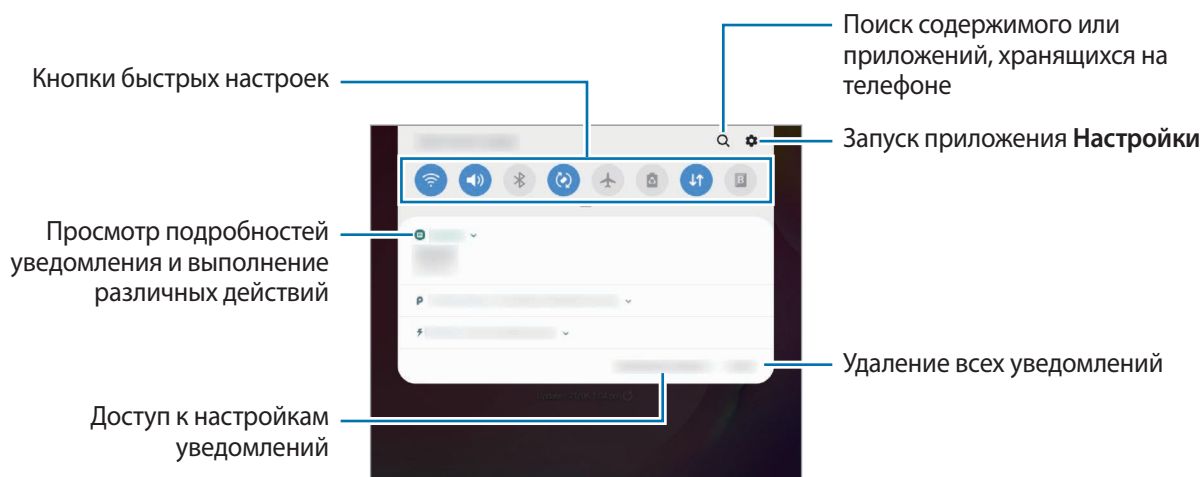 Поиск содержимого или
приложений, хранящихся на
телефоне
Кнопки быстрых настроек
Запуск приложения Настройки
Просмотр подробностей
уведомления и выполнение
различных действий
Удаление всех уведомлений
Доступ к настройкам
уведомлений